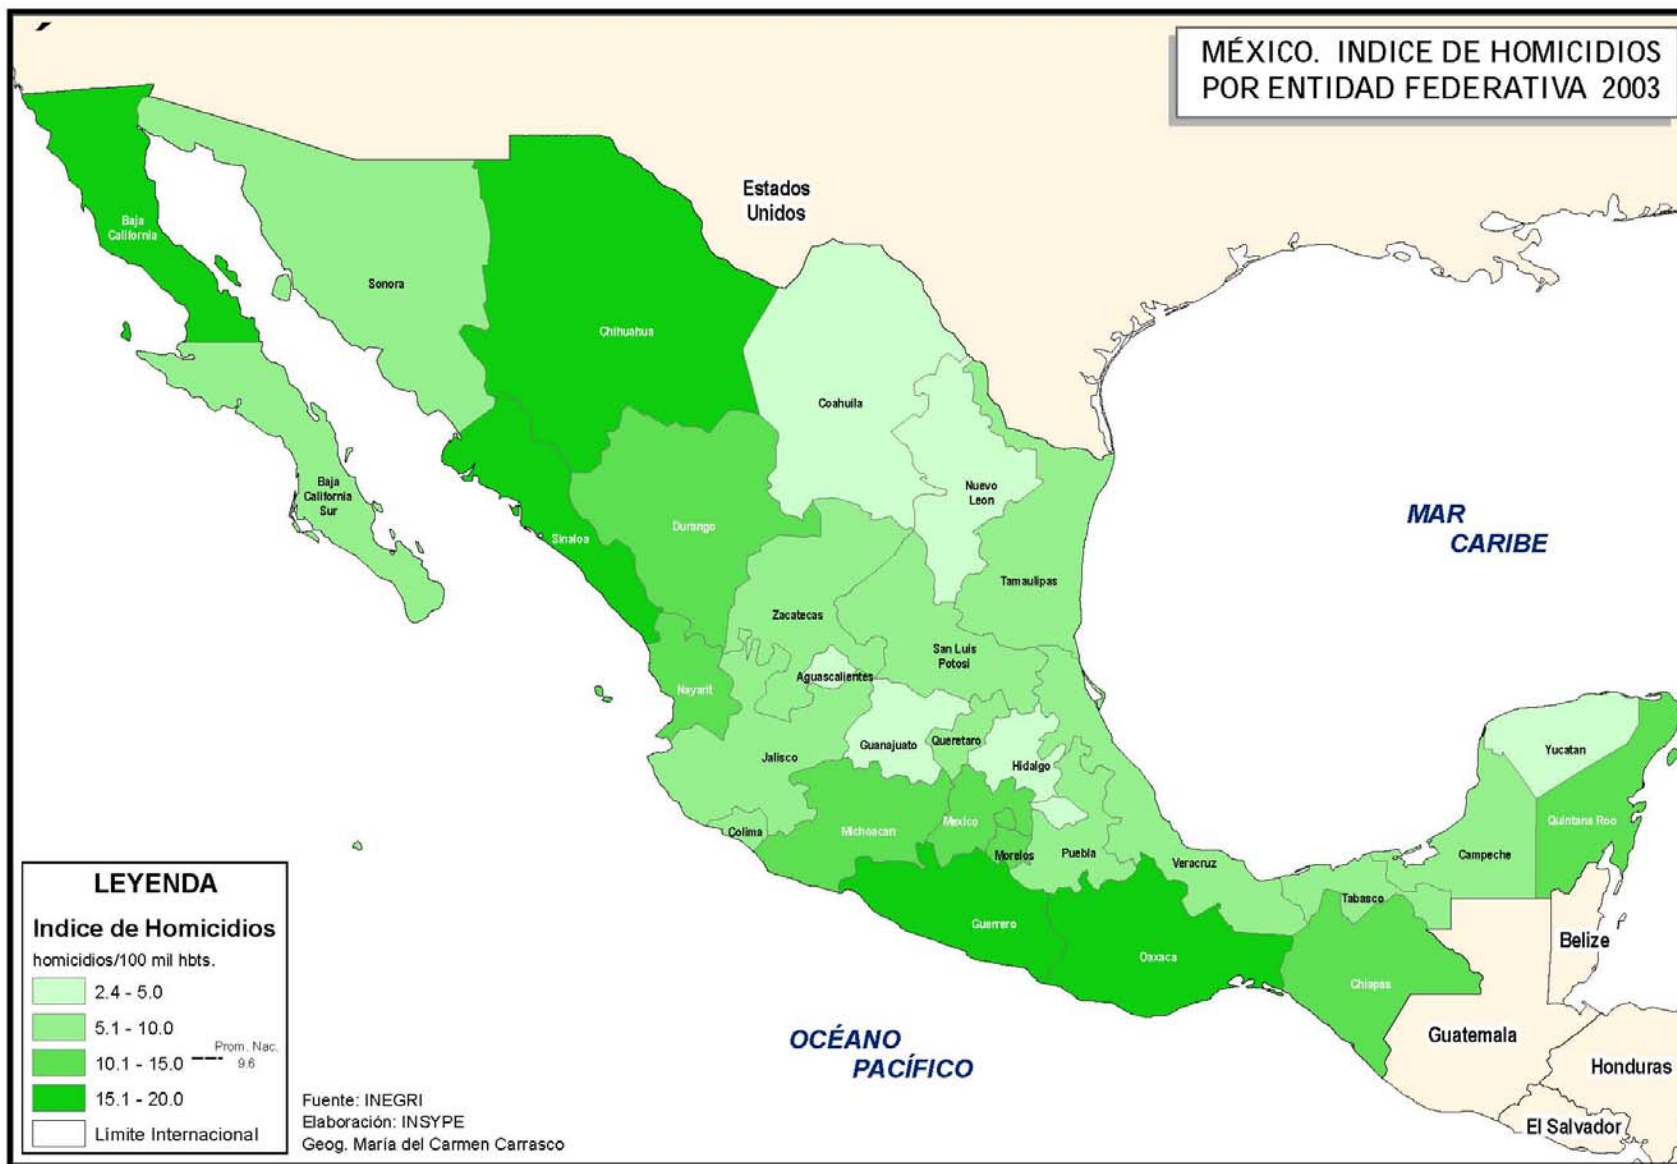 MÉXICO. INDICE DE HOMICIDIOS
POR ENTIDAD FEDERATIVA 2003
Estados
Unidos
Baja
California
Sonora
Chihuahua
Coahuila
Nuevo
Leon
Baja
California
Sur
Sinaloa
Durango
Tamaulipas
MAR
CARIBE
Zacatecas
San Luis
Potosi
Aguascalientes
Nayarit
Guanajuato
Queretaro
Hidalgo
Jalisco
Yucatan
Colima
Michoacan
Mexico
Morelos
Puebla
Veracruz
Campeche
Quintana Roo
Tabasco
Guerrero
Oaxaca
Chiapas
Belize
Guatemala
Honduras
El Salvador
OCÉANO
PACÍFICO
LEYENDA
Indice de Homicidios
homicidios/100 mil hbts.
2.4 - 5.0
5.1 - 10.0
10.1 - 15.0
Prom. Nac.
9.6
15.1 - 20.0
Límite Internacional
Fuente: INEGRI
Elaboración: INSYPE
Geog. María del Carmen Carrasco